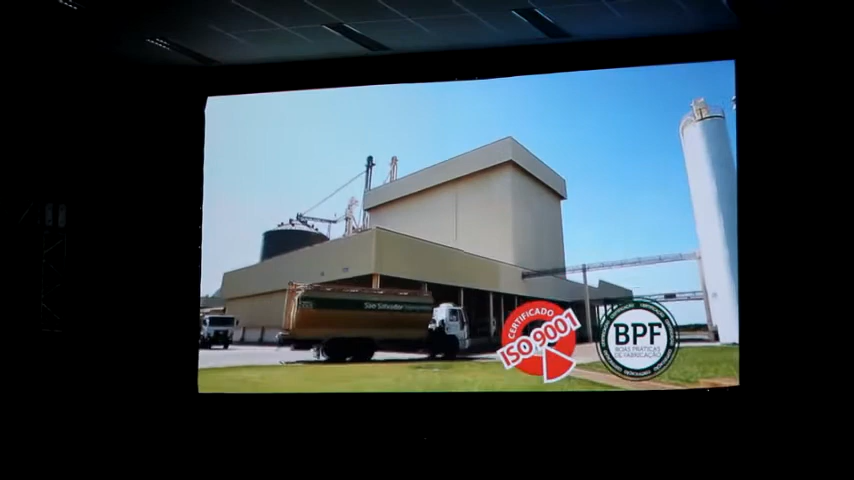 São Salvador
CERTIFICADO
ISO 9001
BPF
BOAS PRÁTICAS
DE FABRICAÇÃO